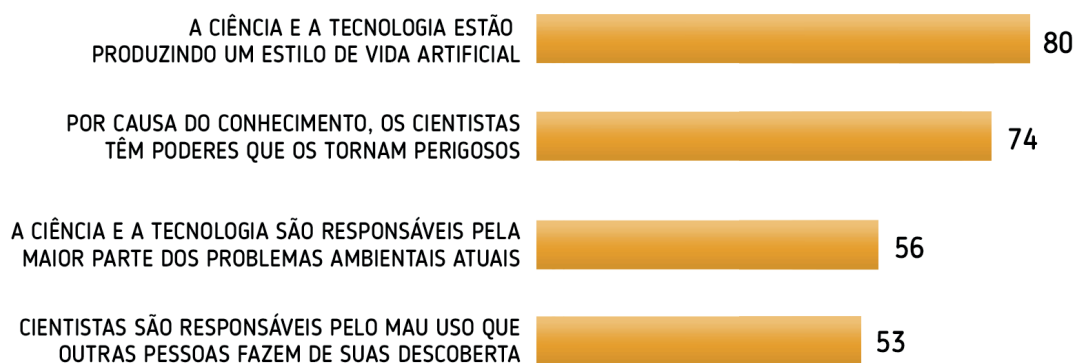 A CIÊNCIA E A TECNOLOGIA ESTÃO
PRODUZINDO UM ESTILO DE VIDA ARTIFICIAL
80
POR CAUSA DO CONHECIMENTO, OS CIENTISTAS
TÊM PODERES QUE OS TORNAM PERIGOSOS
74
A CIÊNCIA E A TECNOLOGIA SÃO RESPONSÁVEIS PELA
MAIOR PARTE DOS PROBLEMAS AMBIENTAIS ATUAIS
56
CIENTISTAS SÃO RESPONSÁVEIS PELO MAU USO QUE
OUTRAS PESSOAS FAZEM DE SUAS DESCOBERTA
53